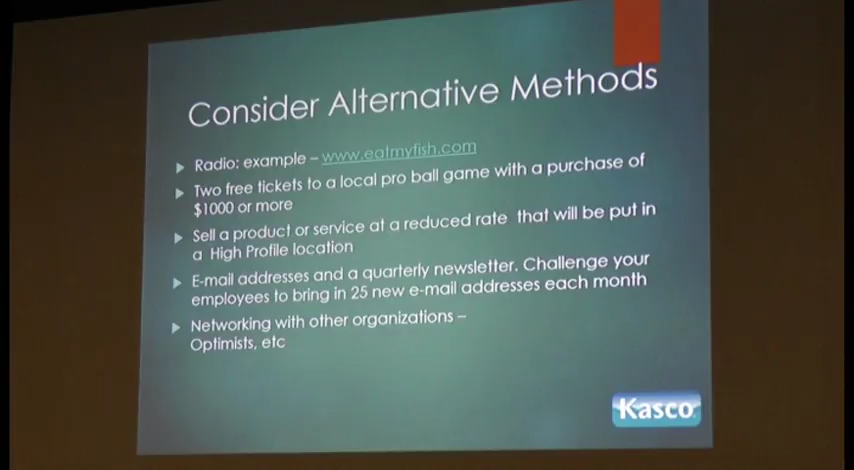 Consider Alternative Methods
Radio: example – www.eatmyfish.com
Two free tickets to a local pro ball game with a purchase of
$1000 or more
Sell a product or service at a reduced rate that will be put in
a High Profile location
E-mail addresses and a quarterly newsletter. Challenge your
employees to bring in 25 new e-mail addresses each month
Networking with other organizations –
Optimists, etc
Kasco